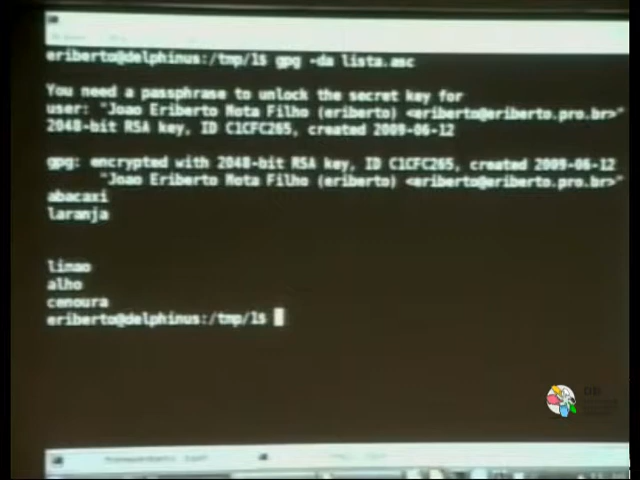 eriberto@delphinus:/tmp/1$ gpg -da lista.asc
You need a passphrase to unlock the secret key for
user: "Joao Eriberto Mota Filho (eriberto) <eriberto@eriberto.pro.br>"
2048-bit RSA key, ID C1CFC265, created 2009-06-12
gpg: encrypted with 2048-bit RSA key, ID C1CFC265, created 2009-06-12
"Joao Eriberto Mota Filho (eriberto) <eriberto@eriberto.pro.br>"
abacaxi
laranja
limao
alho
cenoura
eriberto@delphinus:/tmp/1$